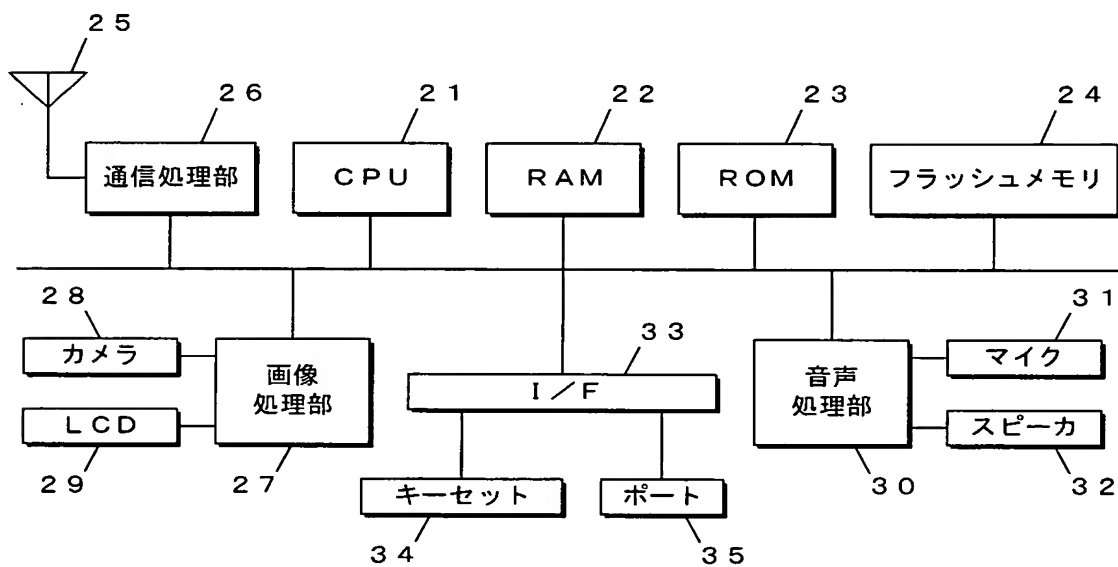 ２５
２６
２１
２２
２３
２４
通信処理部
ＣＰＵ
ＲＡＭ
ＲＯＭ
フラッシュメモリ
２８
３３
３１
カメラ
画像
処理部
Ｉ／Ｆ
音声
処理部
マイク
ＬＣＤ
スピーカ
２９
２７
キーセット
ポート
３０
３２
３４
３５